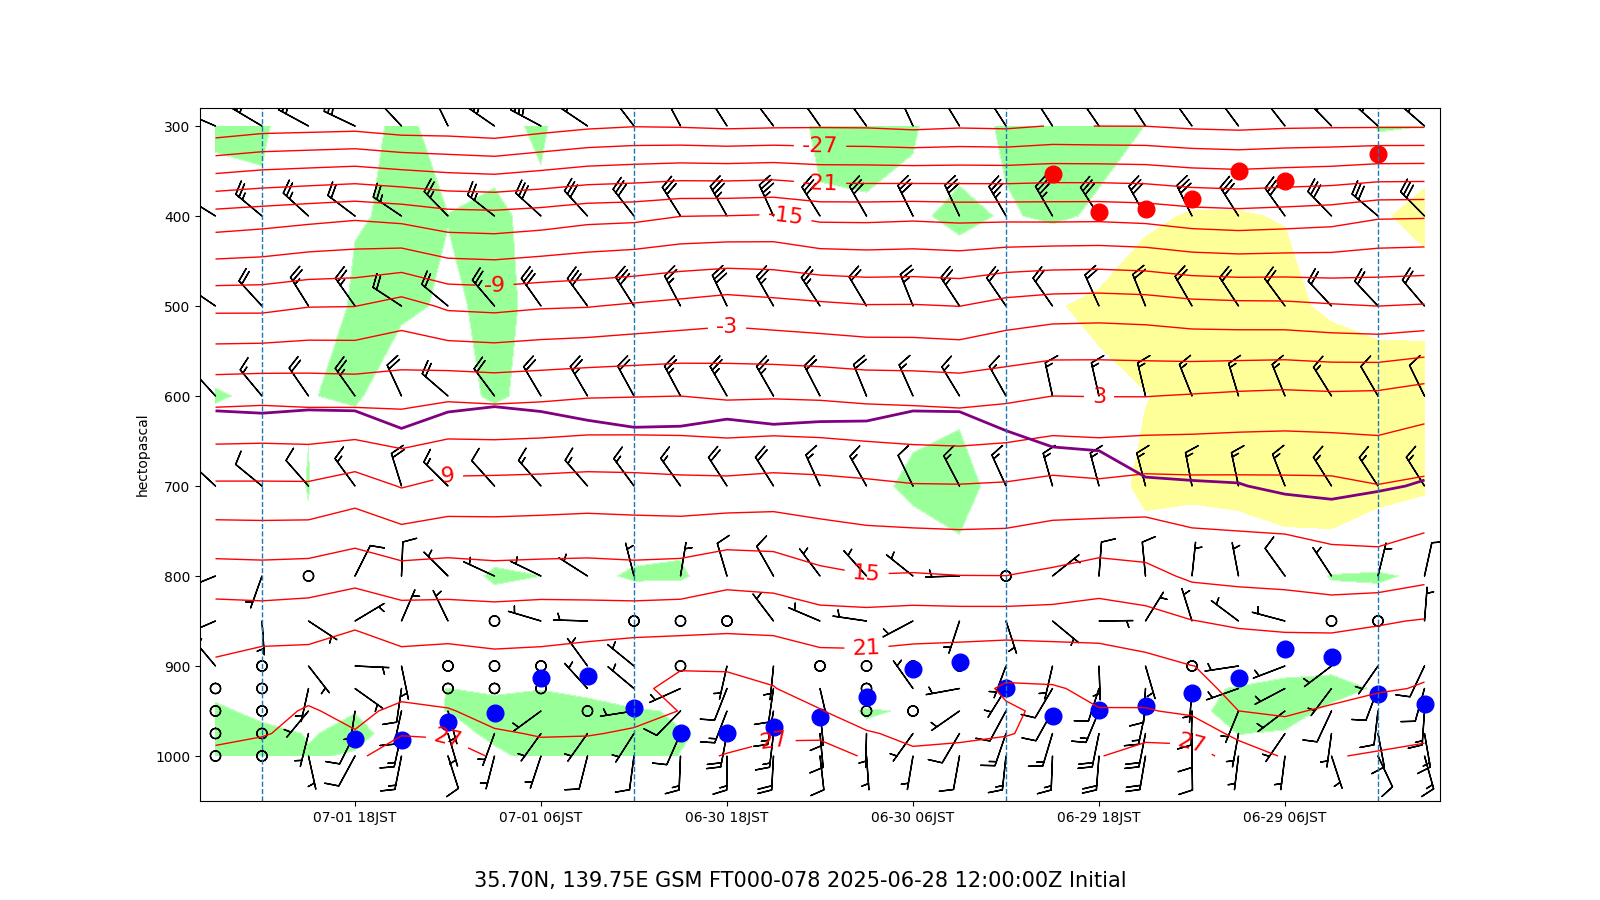 300
400
500
600
700
800
900
1000
hectopascal
-27
-21
-15
-9
-3
3
9
15
21
27
27
27
07-01 18JST
07-01 06JST
06-30 18JST
06-30 06JST
06-29 18JST
06-29 06JST
35.70N, 139.75E GSM FT000-078 2025-06-28 12:00:00Z Initial